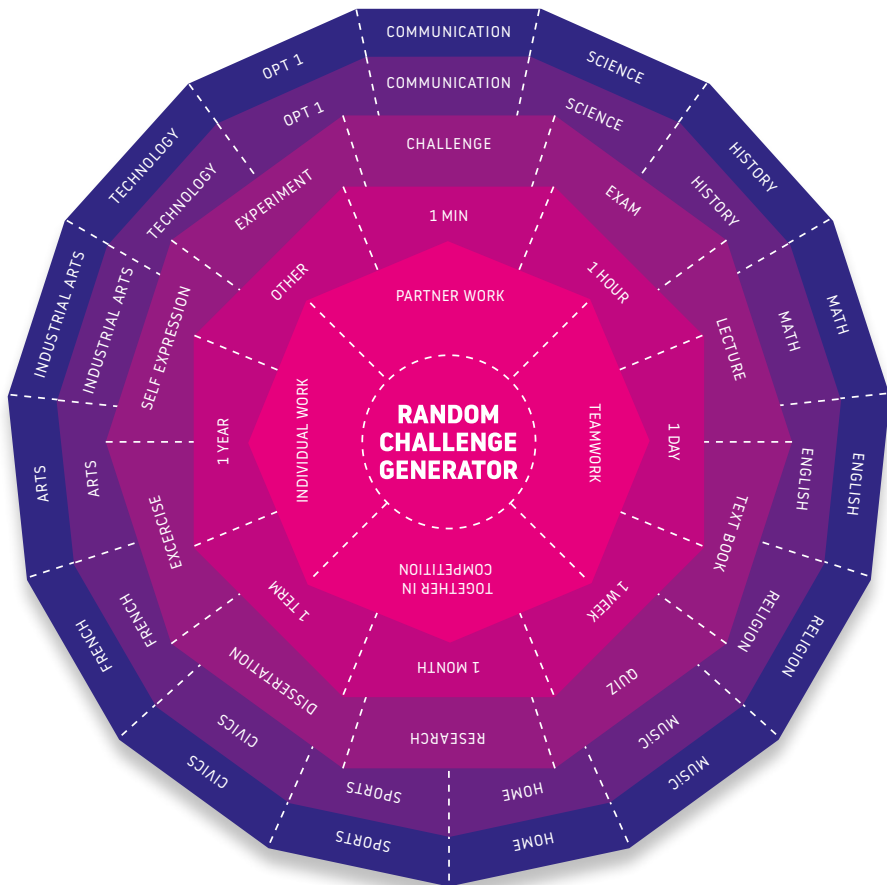 COMMUNICATION
SCIENCE
HISTORY
MATH
ENGLISH
RELIGION
MUSIC
HOME
SPORTS
CIVICS
FRENCH
ARTS
INDUSTRIAL ARTS
TECHNOLOGY
OPT 1
COMMUNICATION
SCIENCE
HISTORY
MATH
ENGLISH
RELIGION
MUSIC
HOME
SPORTS
CIVICS
FRENCH
ARTS
INDUSTRIAL ARTS
TECHNOLOGY
OPT 1
CHALLENGE
EXAM
LECTURE
TEXT BOOK
QUIZ
RESEARCH
DISSERTATION
EXCERCISE
SELF EXPRESSION
EXPERIMENT
1 MIN
1 HOUR
1 DAY
1 WEEK
1 MONTH
1 TERM
1 YEAR
OTHER
PARTNER WORK
TEAMWORK
TOGETHER IN
COMPETITION
INDIVIDUAL WORK
RANDOM
CHALLENGE
GENERATOR